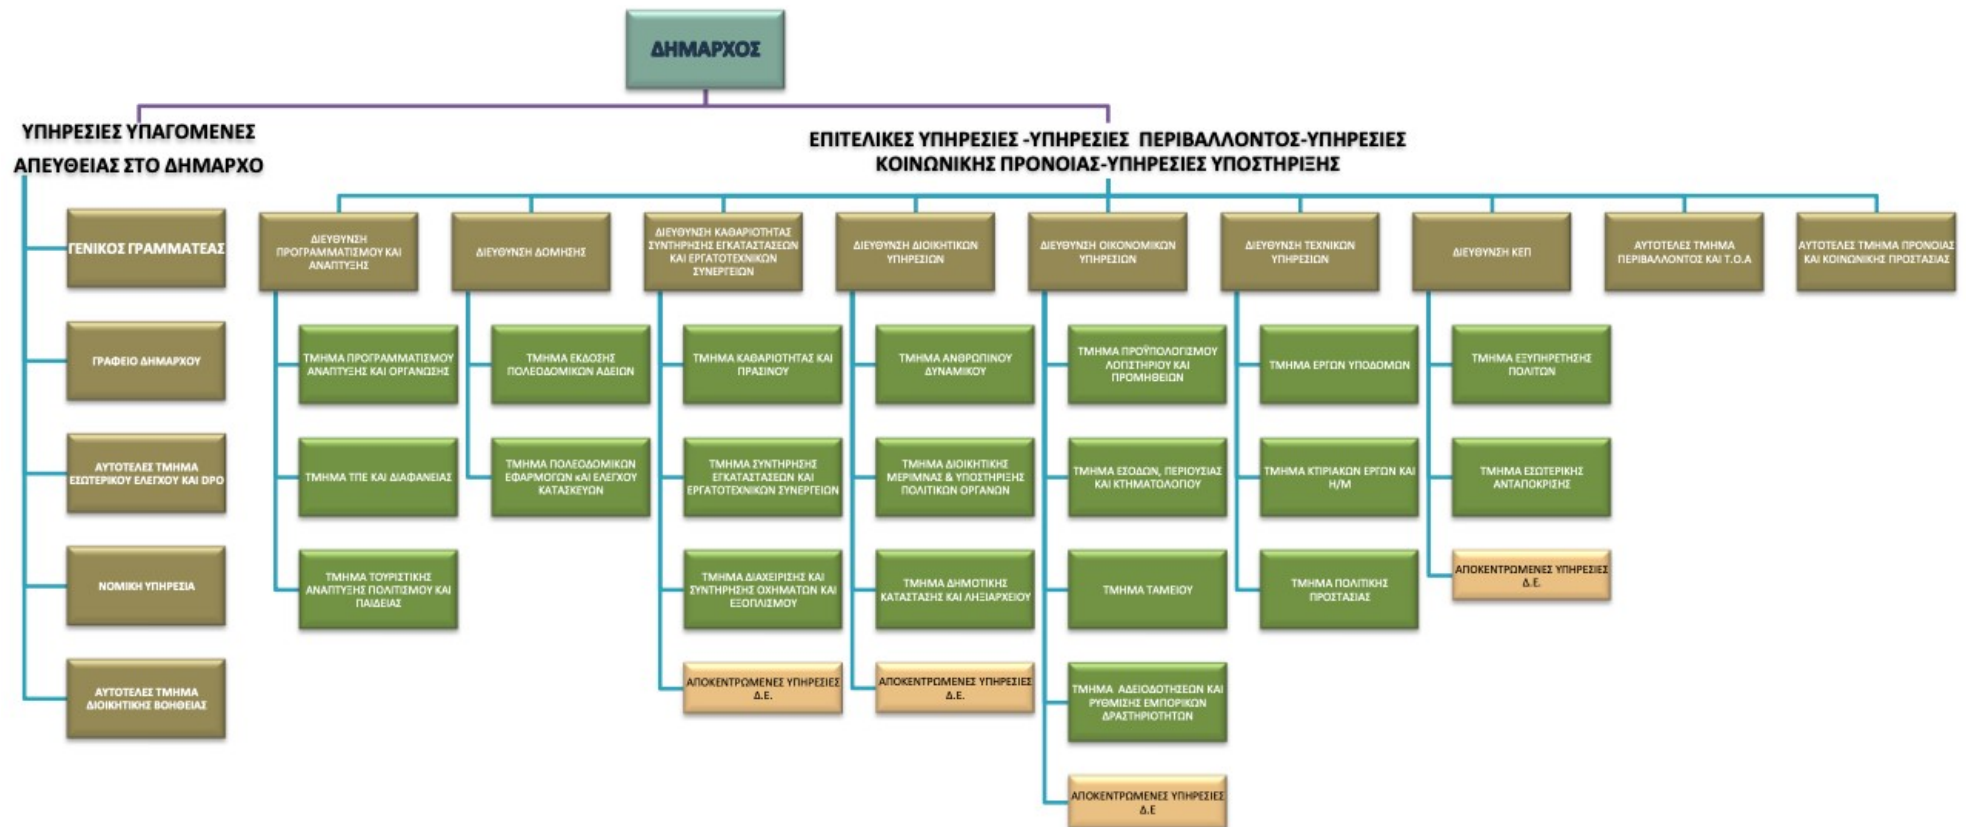 ΔΗΜΑΡΧΟΣ
ΥΠΗΡΕΣΙΕΣ ΥΠΑΓΟΜΕΝΕΣ
ΑΠΕΥΘΕΙΑΣ ΣΤΟ ΔΗΜΑΡΧΟ
ΓΕΝΙΚΟΣ ΓΡΑΜΜΑΤΕΑΣ
ΓΡΑΦΕΙΟ ΔΗΜΑΡΧΟΥ
ΑΥΤΟΤΕΛΕΣ ΤΜΗΜΑ
ΕΣΩΤΕΡΙΚΟΥ ΕΛΕΓΧΟΥ ΚΑΙ DPO
ΝΟΜΙΚΗ ΥΠΗΡΕΣΙΑ
ΑΥΤΟΤΕΛΕΣ ΤΜΗΜΑ
ΔΙΟΙΚΗΤΙΚΗΣ ΒΟΗΘΕΙΑΣ
ΕΠΙΤΕΛΙΚΕΣ ΥΠΗΡΕΣΙΕΣ -ΥΠΗΡΕΣΙΕΣ ΠΕΡΙΒΑΛΛΟΝΤΟΣ-ΥΠΗΡΕΣΙΕΣ
ΚΟΙΝΩΝΙΚΗΣ ΠΡΟΝΟΙΑΣ-ΥΠΗΡΕΣΙΕΣ ΥΠΟΣΤΗΡΙΞΗΣ
ΔΙΕΥΘΥΝΣΗ
ΠΡΟΓΡΑΜΜΑΤΙΣΜΟΥ ΚΑΙ
ΑΝΑΠΤΥΞΗΣ
ΤΜΗΜΑ ΠΡΟΓΡΑΜΜΑΤΙΣΜΟΥ
ΑΝΑΠΤΥΞΗΣ ΚΑΙ ΟΡΓΑΝΩΣΗΣ
ΤΜΗΜΑ ΤΠΕ ΚΑΙ ΔΙΑΦΑΝΕΙΑΣ
ΤΜΗΜΑ ΤΟΥΡΙΣΤΙΚΗΣ
ΑΝΑΠΤΥΞΗΣ ΠΟΛΙΤΙΣΜΟΥ ΚΑΙ
ΠΑΙΔΕΙΑΣ
ΔΙΕΥΘΥΝΣΗ ΔΟΜΗΣΗΣ
ΤΜΗΜΑ ΕΚΔΟΣΗΣ
ΠΟΛΕΟΔΟΜΙΚΩΝ ΑΔΕΙΩΝ
ΤΜΗΜΑ ΠΟΛΕΟΔΟΜΙΚΩΝ
ΕΦΑΡΜΟΓΩΝ κΑΙ ΕΛΕΓΧΟΥ
ΚΑΤΑΣΚΕΥΩΝ
ΔΙΕΥΘΥΝΣΗ ΚΑΘΑΡΙΟΤΗΤΑΣ
ΣΥΝΤΗΡΗΣΗΣ ΕΓΚΑΤΑΣΤΑΣΕΩΝ
ΚΑΙ ΕΡΓΑΤΟΤΕΧΝΙΚΩΝ
ΣΥΝΕΡΓΕΙΩΝ
ΤΜΗΜΑ ΚΑΘΑΡΙΟΤΗΤΑΣ ΚΑΙ
ΠΡΑΣΙΝΟΥ
ΤΜΗΜΑ ΣΥΝΤΗΡΗΣΗΣ
ΕΓΚΑΤΑΣΤΑΣΕΩΝ ΚΑΙ
ΕΡΓΑΤΟΤΕΧΝΙΚΩΝ ΣΥΝΕΡΓΕΙΩΝ
ΤΜΗΜΑ ΔΙΑΧΕΙΡΙΣΗΣ ΚΑΙ
ΣΥΝΤΗΡΗΣΗΣ ΟΧΗΜΑΤΩΝ ΚΑΙ
ΕΞΟΠΛΙΣΜΟΥ
ΑΠΟΚΕΝΤΡΩΜΕΝΕΣ ΥΠΗΡΕΣΙΕΣ
Δ.Ε.
ΔΙΕΥΘΥΝΣΗ ΔΙΟΙΚΗΤΙΚΩΝ
ΥΠΗΡΕΣΙΩΝ
ΤΜΗΜΑ ΑΝΘΡΩΠΙΝΟΥ
ΔΥΝΑΜΙΚΟΥ
ΤΜΗΜΑ ΔΙΟΙΚΗΤΙΚΗΣ
ΜΕΡΙΜΝΑΣ & ΥΠΟΣΤΗΡΙΞΗΣ
ΠΟΛΙΤΙΚΩΝ ΟΡΓΑΝΩΝ
ΤΜΗΜΑ ΔΗΜΟΤΙΚΗΣ
ΚΑΤΑΣΤΑΣΗΣ ΚΑΙ ΛΗΞΙΑΡΧΕΙΟΥ
ΑΠΟΚΕΝΤΡΩΜΕΝΕΣ ΥΠΗΡΕΣΙΕΣ
Δ.Ε.
ΔΙΕΥΘΥΝΣΗ ΟΙΚΟΝΟΜΙΚΩΝ
ΥΠΗΡΕΣΙΩΝ
ΤΜΗΜΑ ΠΡΟΫΠΟΛΟΓΙΣΜΟΥ
ΛΟΓΙΣΤΗΡΙΟΥ ΚΑΙ
ΠΡΟΜΗΘΕΙΩΝ
ΤΜΗΜΑ ΕΣΟΔΩΝ, ΠΕΡΙΟΥΣΙΑΣ
ΚΑΙ ΚΤΗΜΑΤΟΛΟΓΙΟΥ
ΤΜΗΜΑ ΤΑΜΕΙΟΥ
ΤΜΗΜΑ ΑΔΕΙΟΔΟΤΗΣΕΩΝ ΚΑΙ
ΡΥΘΜΙΣΗΣ ΕΜΠΟΡΙΚΩΝ
ΔΡΑΣΤΗΡΙΟΤΗΤΩΝ
ΑΠΟΚΕΝΤΡΩΜΕΝΕΣ ΥΠΗΡΕΣΙΕΣ
Δ.Ε
ΔΙΕΥΘΥΝΣΗ ΤΕΧΝΙΚΩΝ
ΥΠΗΡΕΣΙΩΝ
ΤΜΗΜΑ ΕΡΓΩΝ ΥΠΟΔΟΜΩΝ
ΤΜΗΜΑ ΚΤΙΡΙΑΚΩΝ ΕΡΓΩΝ ΚΑΙ
Η/Μ
ΤΜΗΜΑ ΠΟΛΙΤΙΚΗΣ
ΠΡΟΣΤΑΣΙΑΣ
ΔΙΕΥΘΥΝΣΗ ΚΕΠ
ΤΜΗΜΑ ΕΞΥΠΗΡΕΤΗΣΗΣ
ΠΟΛΙΤΩΝ
ΤΜΗΜΑ ΕΣΩΤΕΡΙΚΗΣ
ΑΝΤΑΠΟΚΡΙΣΗΣ
ΑΠΟΚΕΝΤΡΩΜΕΝΕΣ ΥΠΗΡΕΣΙΕΣ
Δ.Ε.
ΑΥΤΟΤΕΛΕΣ ΤΜΗΜΑ
ΠΕΡΙΒΑΛΛΟΝΤΟΣ ΚΑΙ Τ.Ο.Α
ΑΥΤΟΤΕΛΕΣ ΤΜΗΜΑ ΠΡΟΝΟΙΑΣ
ΚΑΙ ΚΟΙΝΩΝΙΚΗΣ ΠΡΟΣΤΑΣΙΑΣ